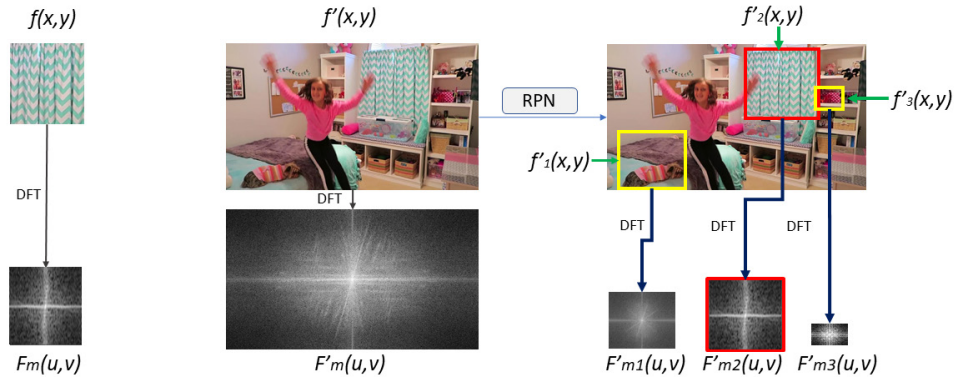 f(x,y)
f'(x,y)
f'2(x,y)
RPN
f'3(x,y)
f'1(x,y)
DFT
DFT
DFT
DFT
DFT
Fm(u,v)
F'm(u,v)
F'm1(u,v)
F'm2(u,v)
F'm3(u,v)